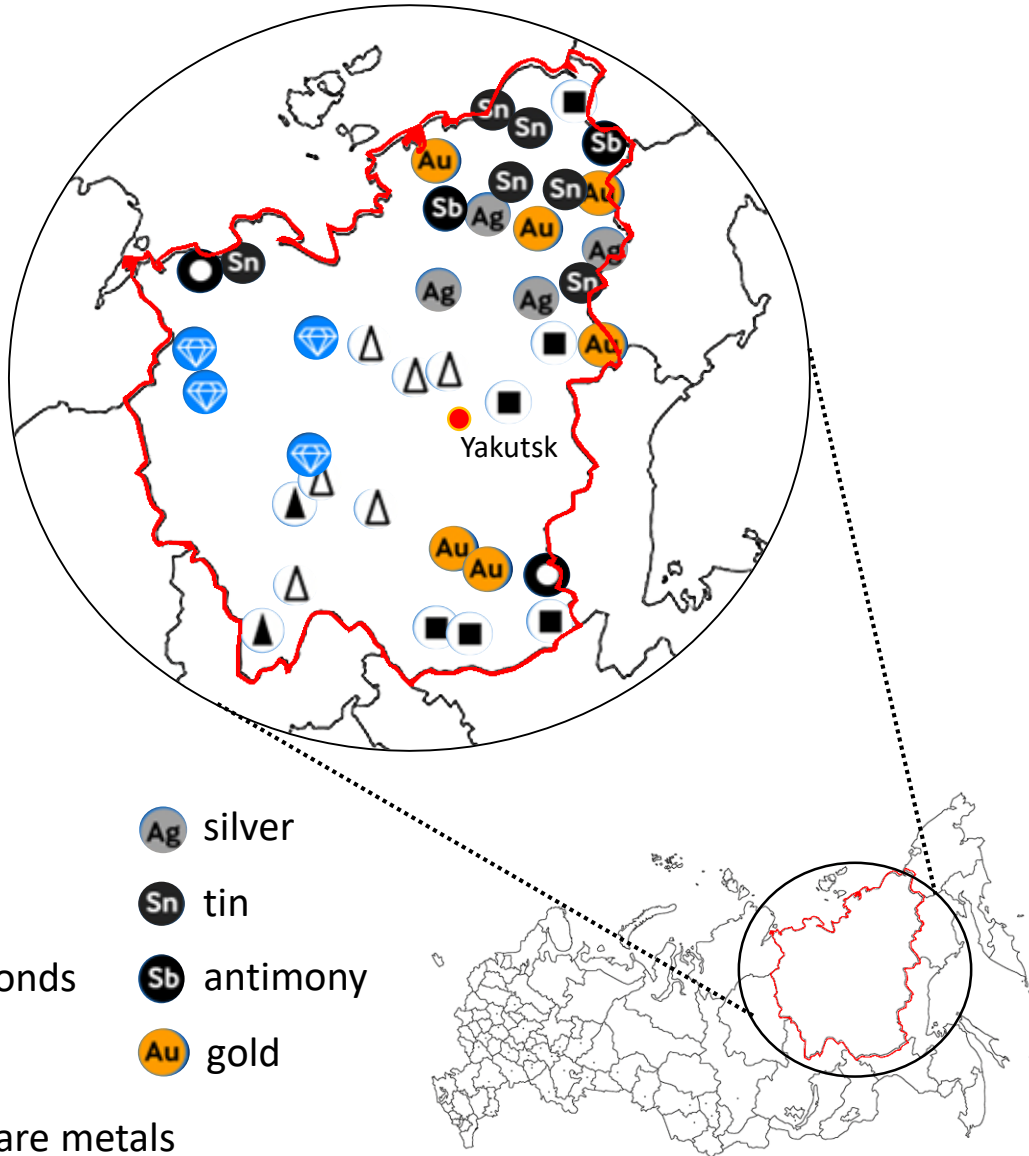 Sn
Sn
Sb
Au
Sn
Sn
Au
Sb
Ag
Au
Ag
Sn
Sn
Ag
Ag
Au
Yakutsk
Au
Au
Ag silver
Sn tin
onds
Sb antimony
Au gold
are metals